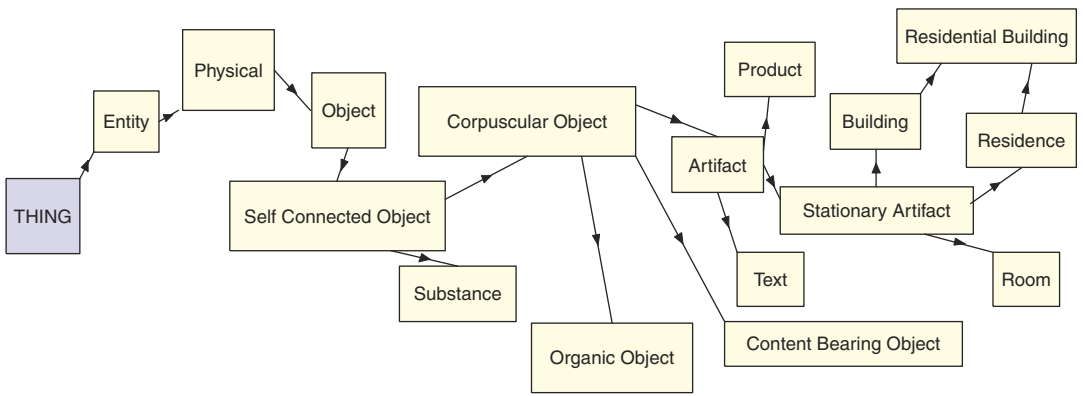 THING
Entity
Physical
Object
Self Connected Object
Substance
Corpuscular Object
Organic Object
Content Bearing Object
Artifact
Product
Text
Stationary Artifact
Building
Residential Building
Residence
Room